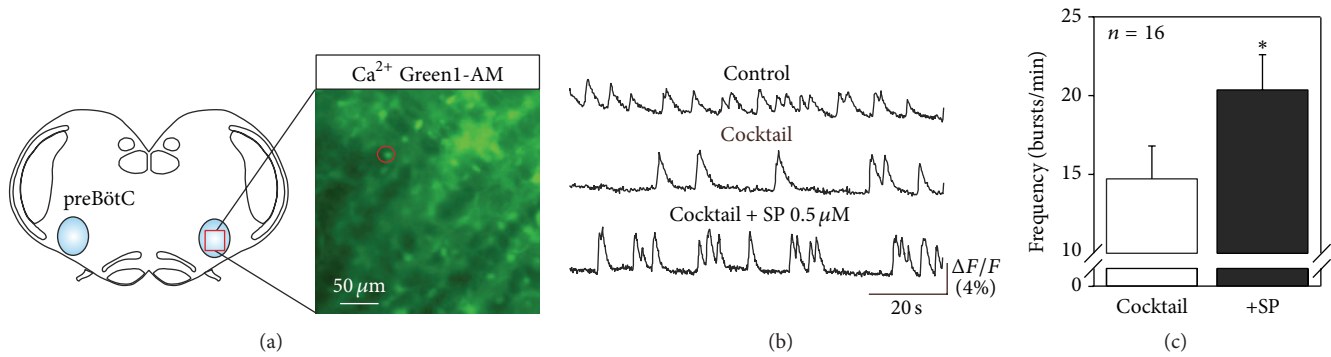 Ca²⁺ Green1-AM
preBötC
50 μm
(a)
Control
Cocktail
Cocktail + SP 0.5 μM
ΔF/F
(4%)
20 s
(b)
Frequency (bursts/min)
25
20
15
10
0
n = 16
*
Cocktail
+SP
(c)